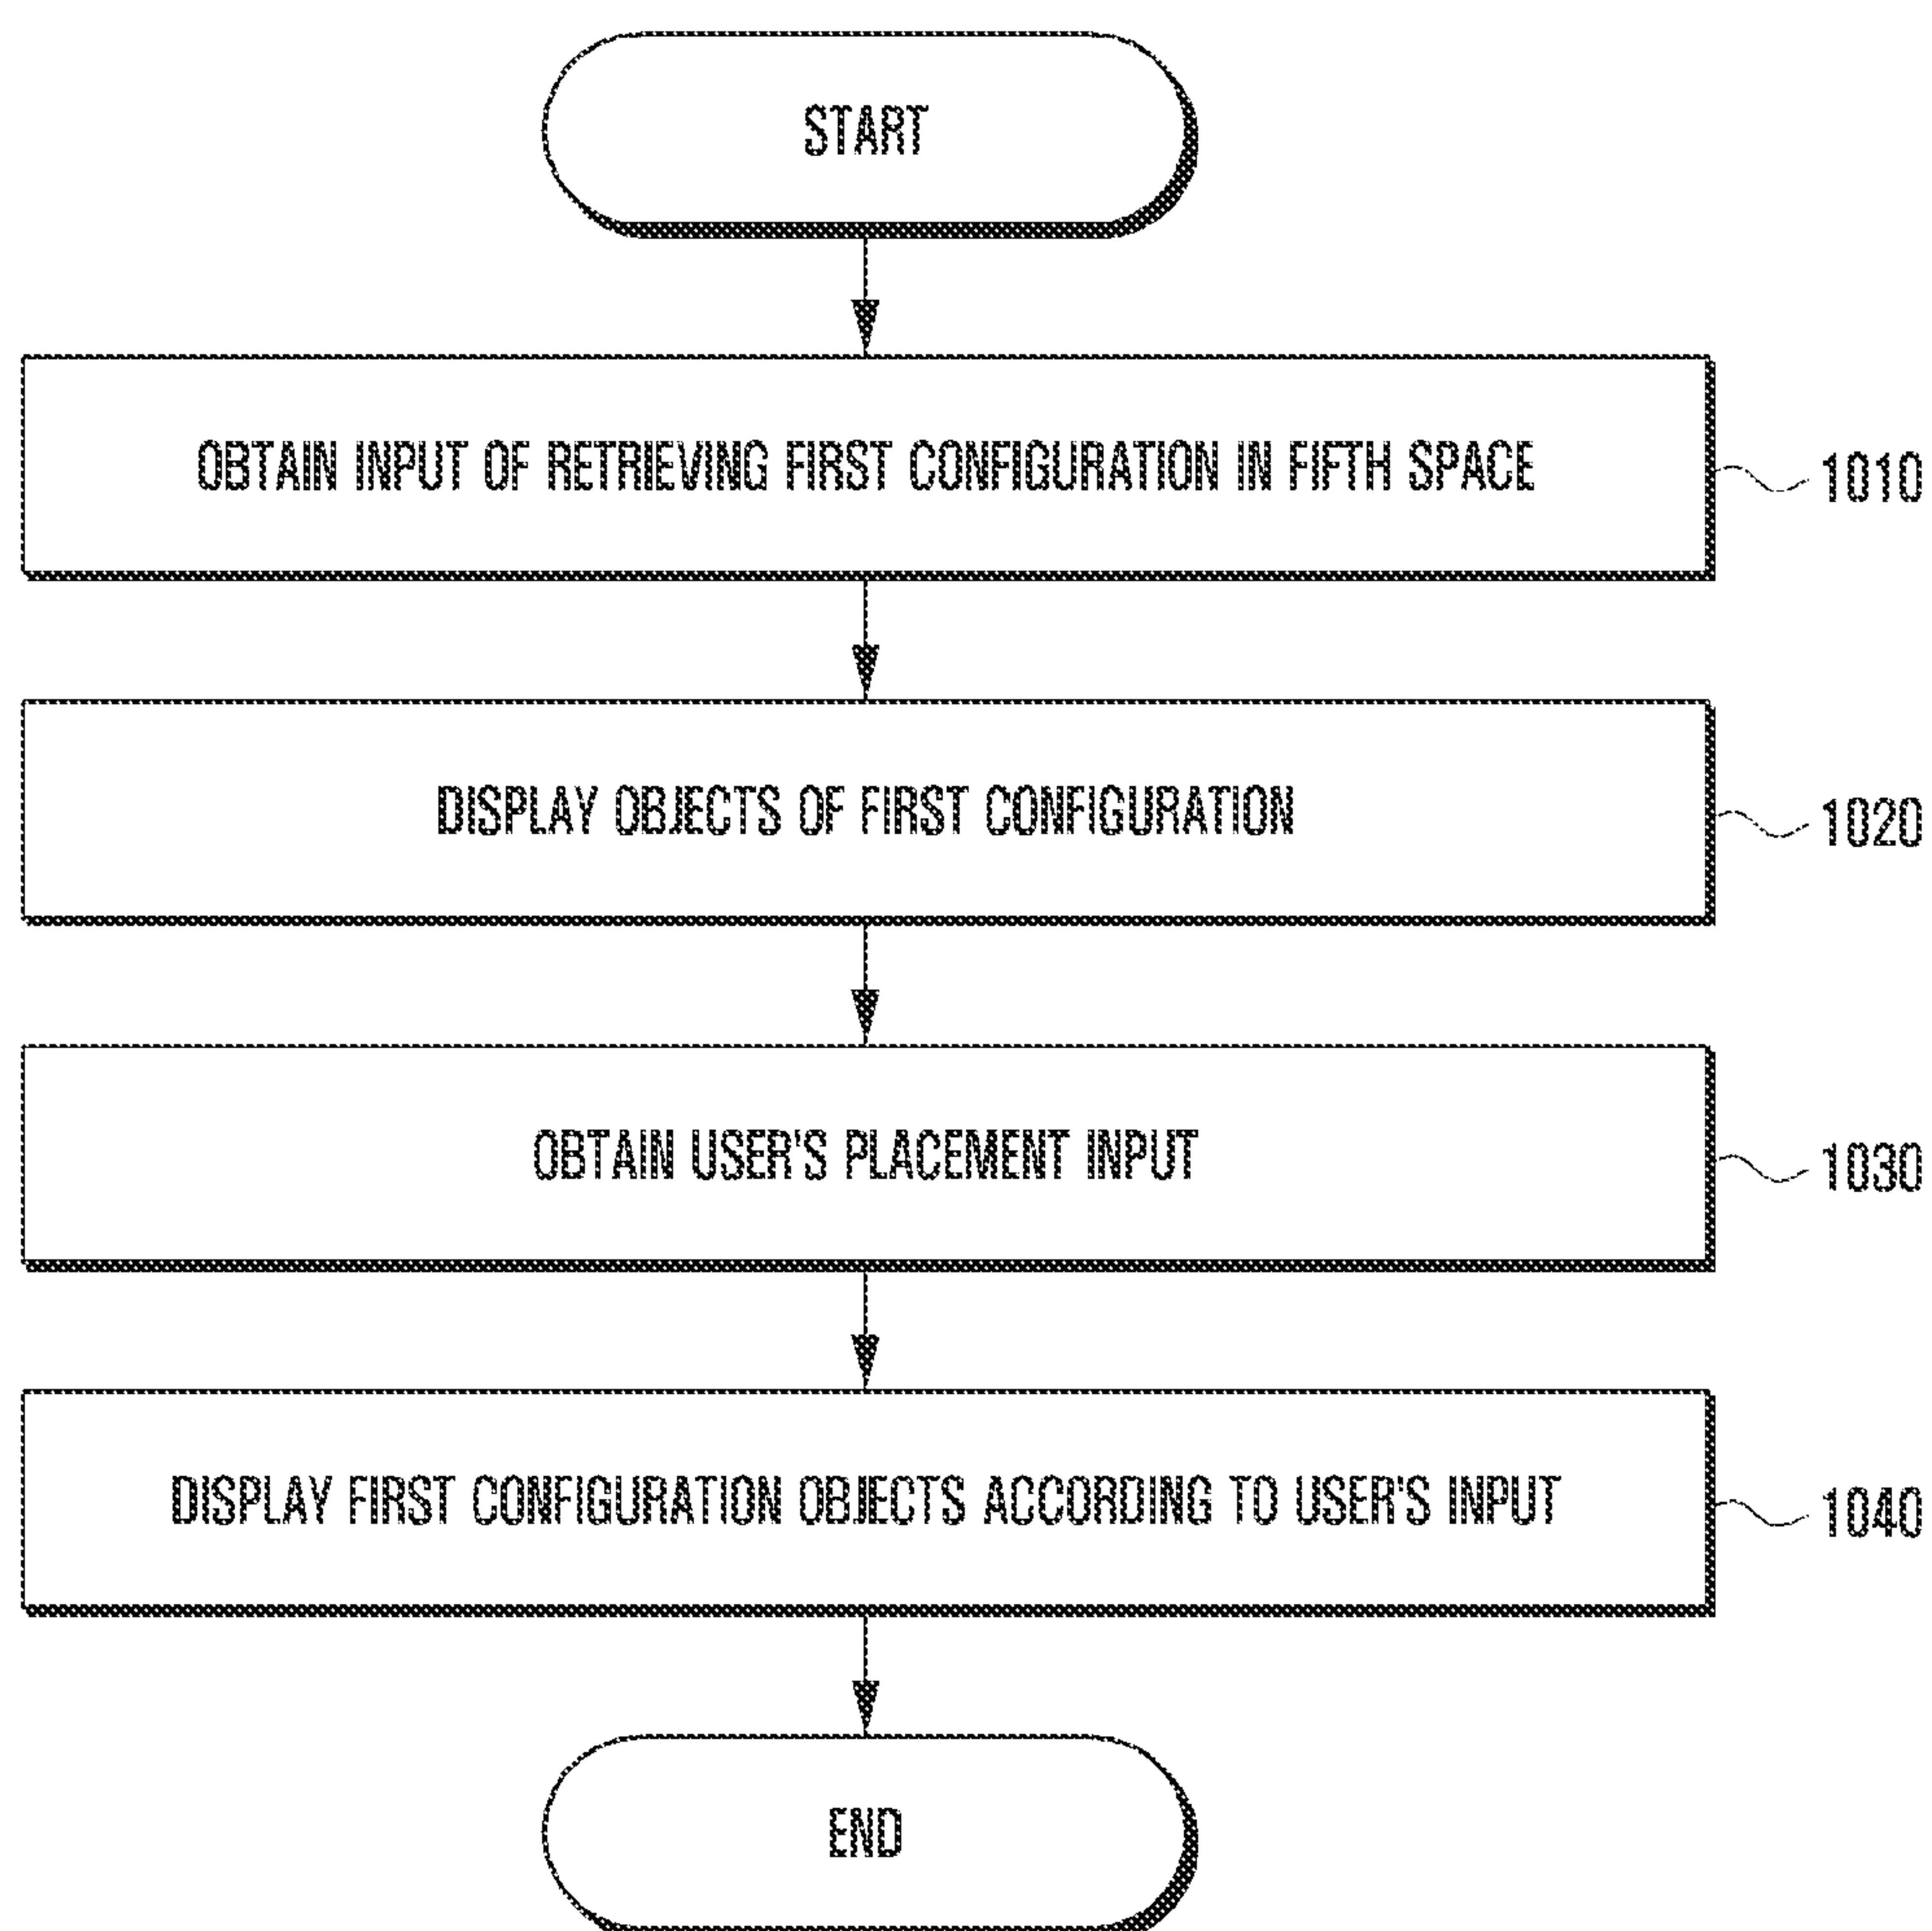 START
OBTAIN INPUT OF RETRIEVING FIRST CONFIGURATION IN FIFTH SPACE
1010
DISPLAY OBJECTS OF FIRST CONFIGURATION
1020
OBTAIN USER'S PLACEMENT INPUT
1030
DISPLAY FIRST CONFIGURATION OBJECTS ACCORDING TO USER'S INPUT
1040
END